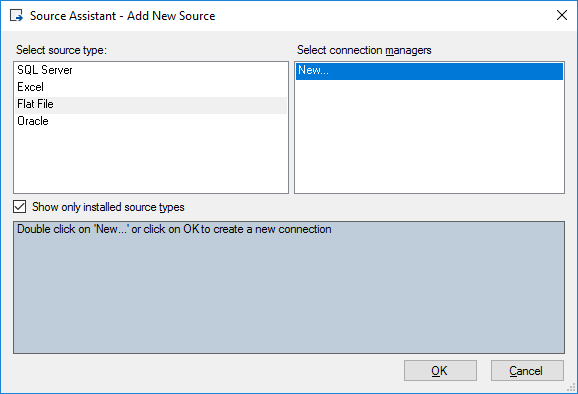 Source Assistant - Add New Source
Select source type:
Select connection managers
SQL Server
Excel
Flat File
Oracle
New...
Show only installed source types
Double click on 'New...' or click on OK to create a new connection
OK
Cancel